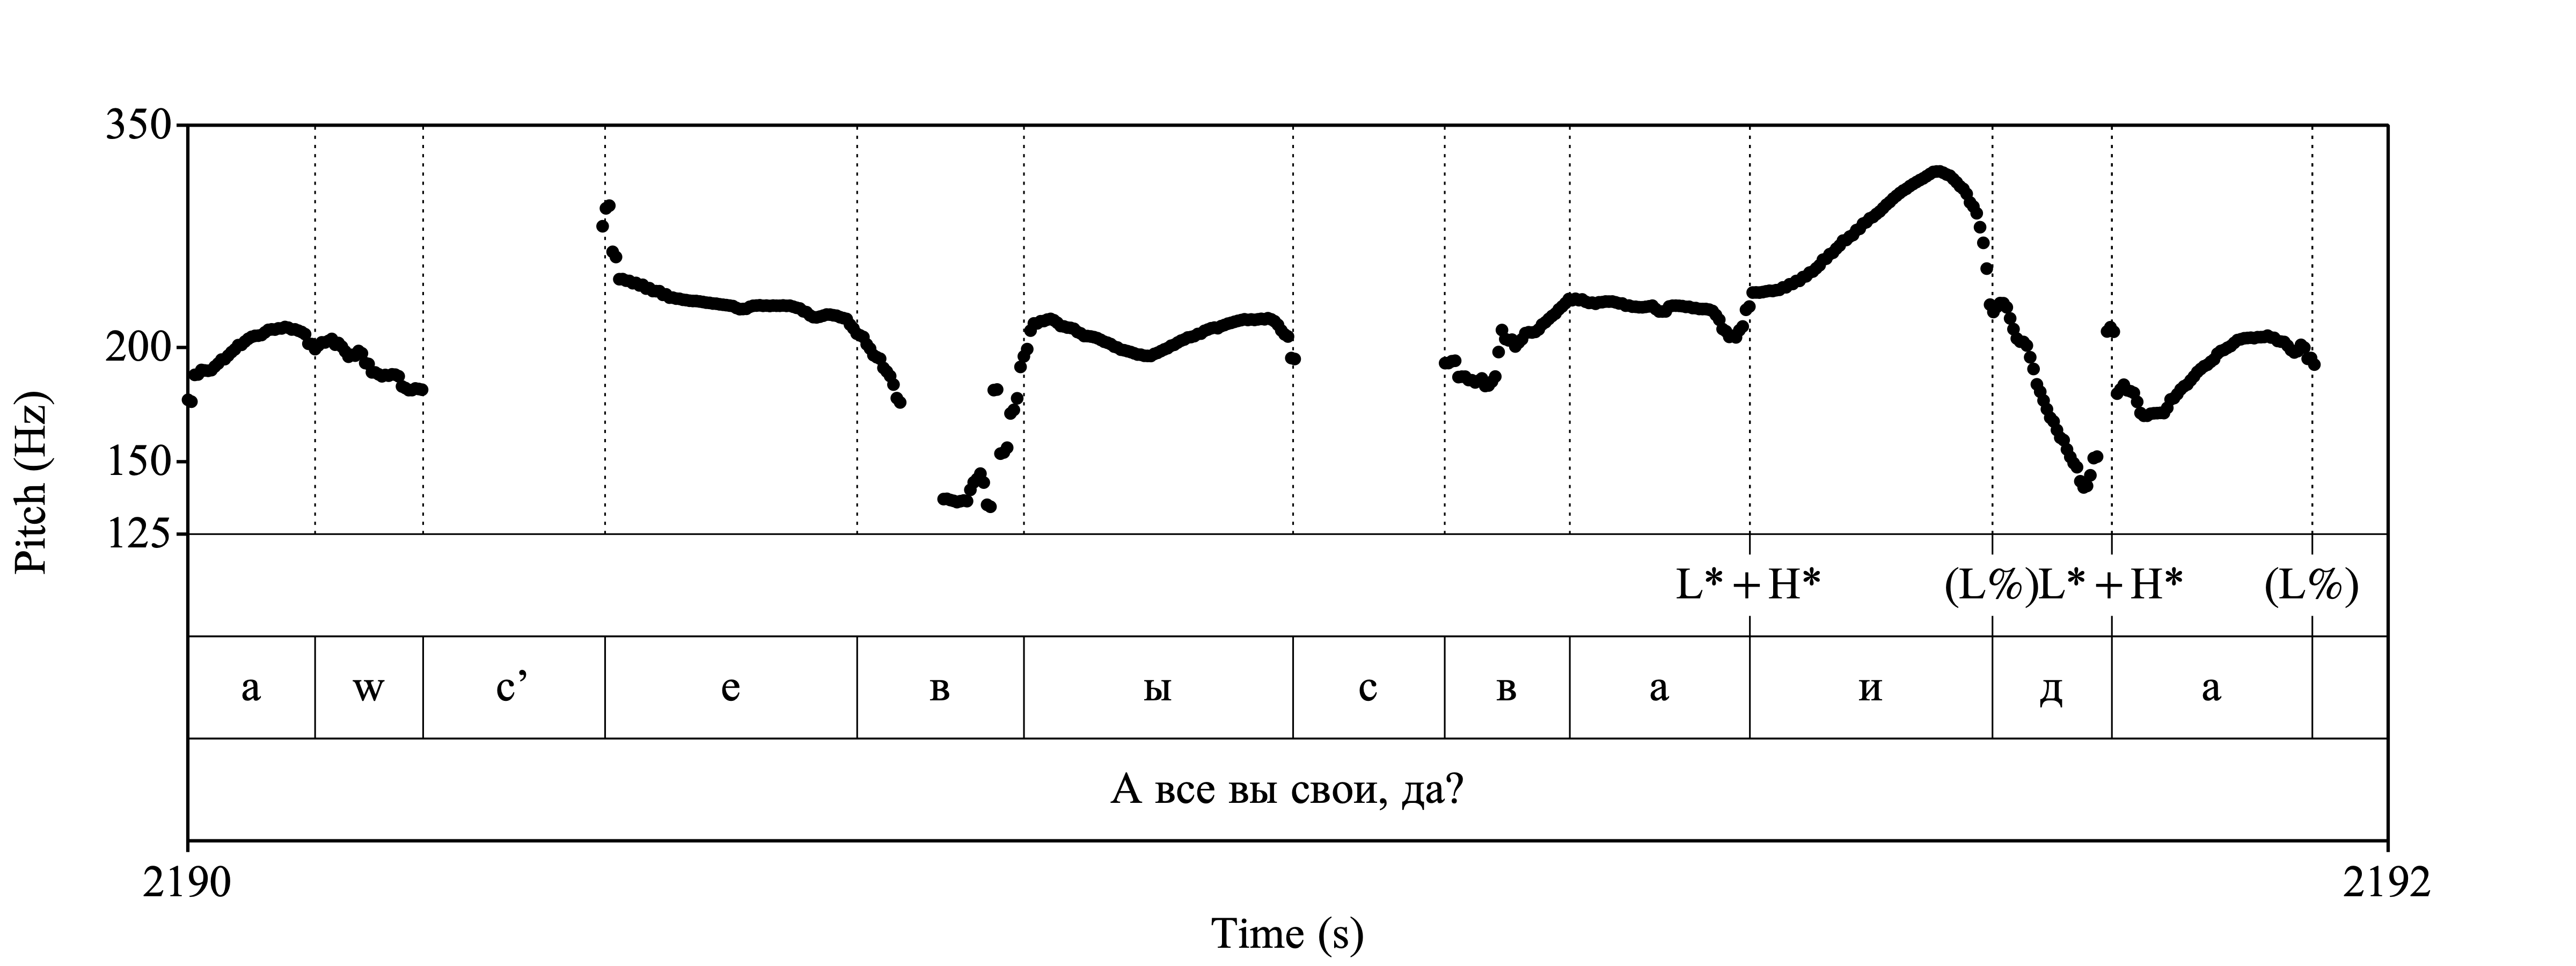 350
200
150
125
Pitch (Hz)
L* + H* (L%) L* + H* (L%)
а w с’ е в ы с в а и д а
А все вы свои, да?
2190 2192
Time (s)